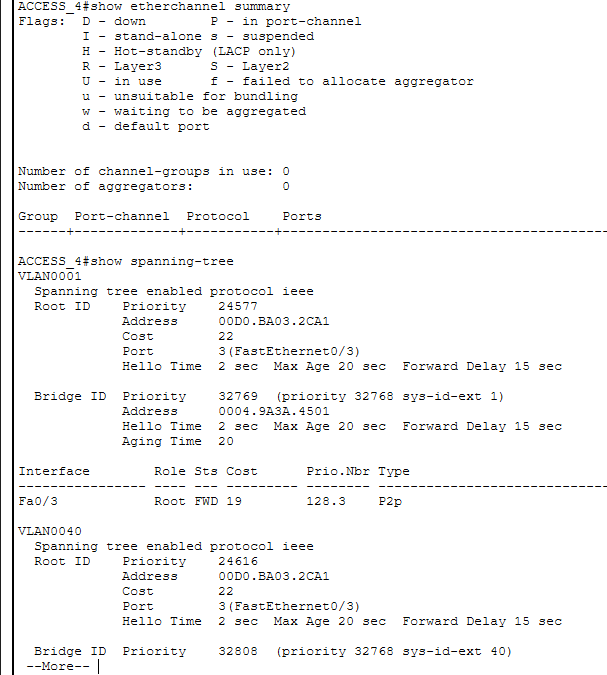 ACCESS_4#show etherchannel summary
Flags:  D - down        P - in port-channel
        I - stand-alone s - suspended
        H - Hot-standby (LACP only)
        R - Layer3      S - Layer2
        U - in use      f - failed to allocate aggregator
        u - unsuitable for bundling
        w - waiting to be aggregated
        d - default port
Number of channel-groups in use: 0
Number of aggregators:           0
Group  Port-channel  Protocol    Ports
------+-------------+-----------+-----------------------------------------
ACCESS_4#show spanning-tree
VLAN0001
  Spanning tree enabled protocol ieee
  Root ID    Priority    24577
             Address     00D0.BA03.2CA1
             Cost        22
             Port        3(FastEthernet0/3)
             Hello Time  2 sec  Max Age 20 sec  Forward Delay 15 sec
  Bridge ID  Priority    32769  (priority 32768 sys-id-ext 1)
             Address     0004.9A3A.4501
             Hello Time  2 sec  Max Age 20 sec  Forward Delay 15 sec
             Aging Time  20
Interface        Role Sts Cost      Prio.Nbr Type
---------------- ---- --- --------- -------- -----------------------------
Fa0/3            Root FWD 19        128.3    P2p
VLAN0040
  Spanning tree enabled protocol ieee
  Root ID    Priority    24616
             Address     00D0.BA03.2CA1
             Cost        22
             Port        3(FastEthernet0/3)
             Hello Time  2 sec  Max Age 20 sec  Forward Delay 15 sec
  Bridge ID  Priority    32808  (priority 32768 sys-id-ext 40)
 --More--